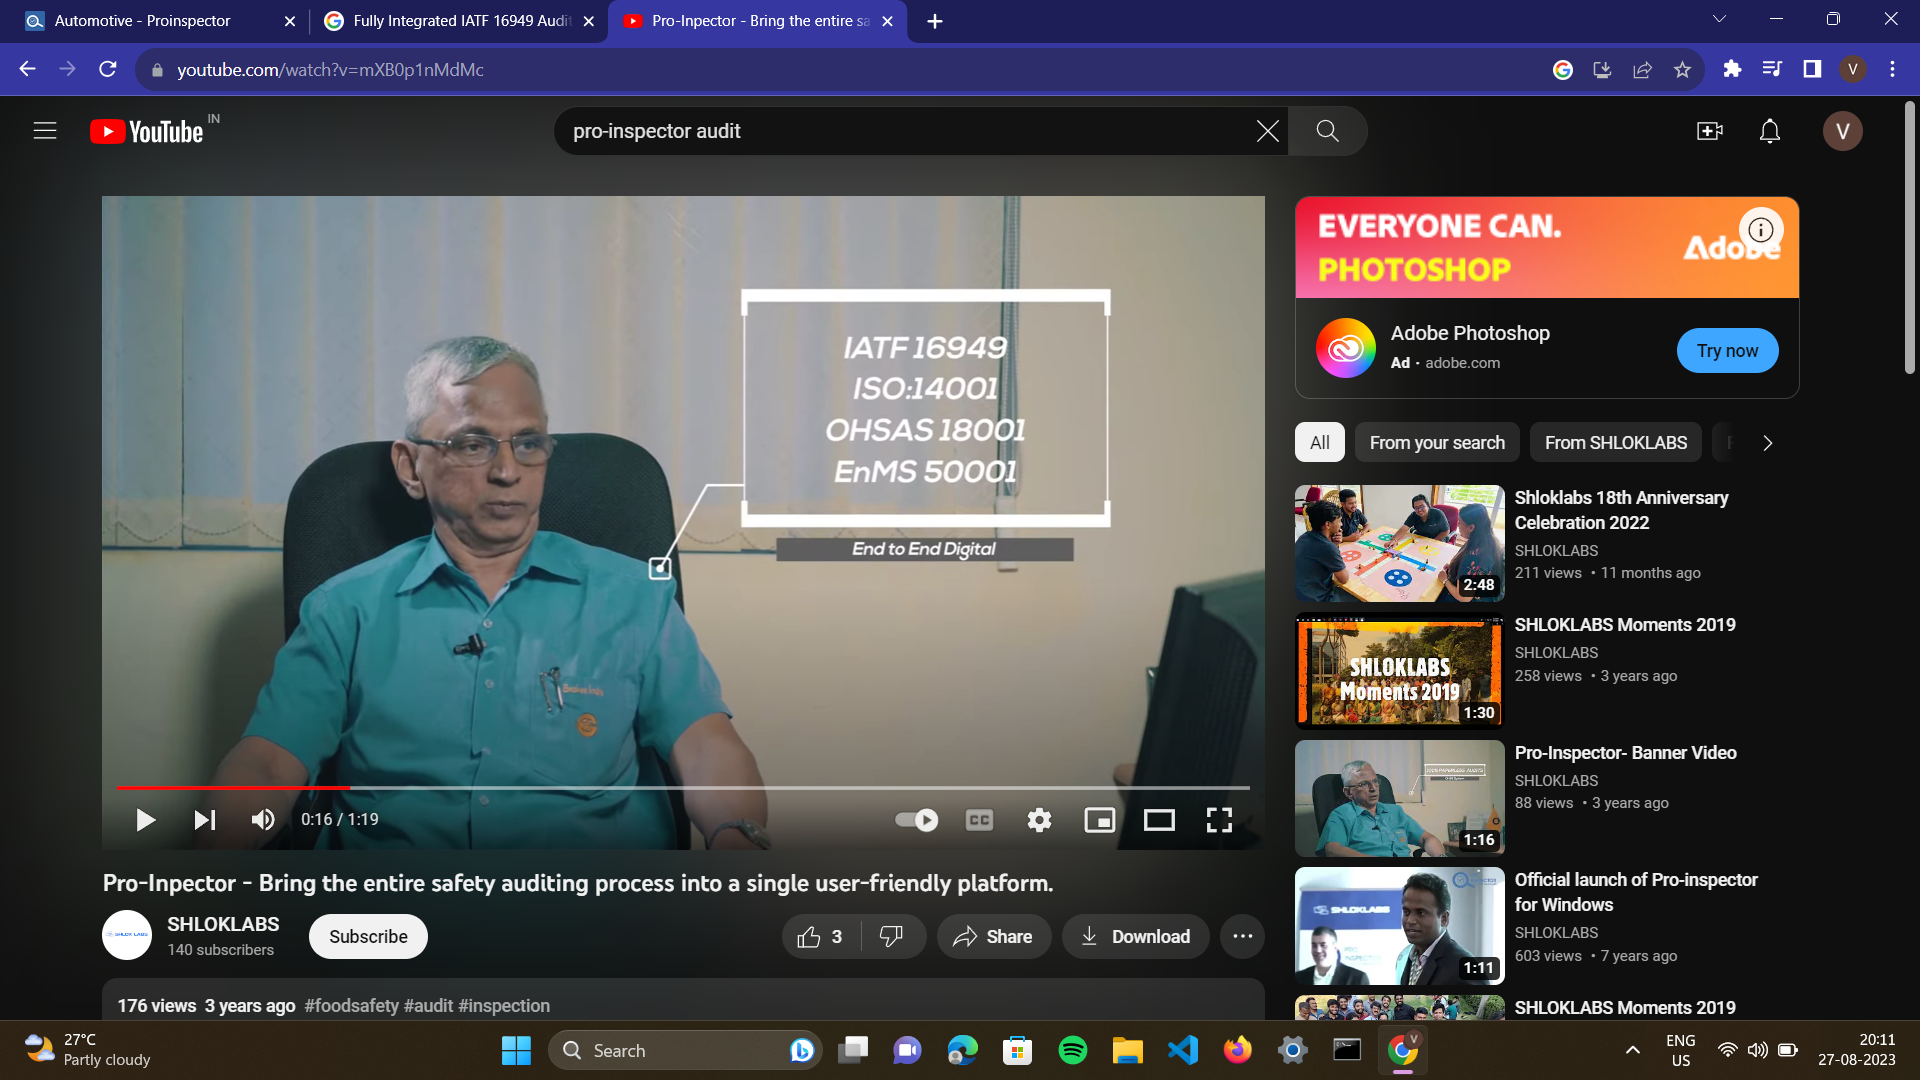 Automotive - Proinspector
Fully Integrated IATF 16949 Audit
Pro-Inpector - Bring the entire sa
youtube.com/watch?v=mXB0p1nMdMc
V
YouTube IN
pro-inspector audit
V
IATF 16949
ISO:14001
OHSAS 18001
EnMS 50001
End to End Digital
0:16 / 1:19
CC
Pro-Inpector - Bring the entire safety auditing process into a single user-friendly platform.
SHLOK LABS
SHLOKLABS
140 subscribers
Subscribe
3
Share
Download
176 views 3 years ago #foodsafety #audit #inspection
EVERYONE CAN.
PHOTOSHOP
Adobe
Adobe Photoshop
Ad · adobe.com
Try now
All
From your search
From SHLOKLABS
Shloklabs 18th Anniversary
Celebration 2022
SHLOKLABS
211 views • 11 months ago
2:48
SHLOKLABS
Moments 2019
1:30
SHLOKLABS Moments 2019
SHLOKLABS
258 views • 3 years ago
100% PAPERLESS AUDITS
1:16
Pro-Inspector- Banner Video
SHLOKLABS
88 views • 3 years ago
SHLOKLABS
1:11
Official launch of Pro-inspector
for Windows
SHLOKLABS
603 views • 7 years ago
SHLOKLABS Moments 2019
27°C
Partly cloudy
Search
V
ENG
US
20:11
27-08-2023